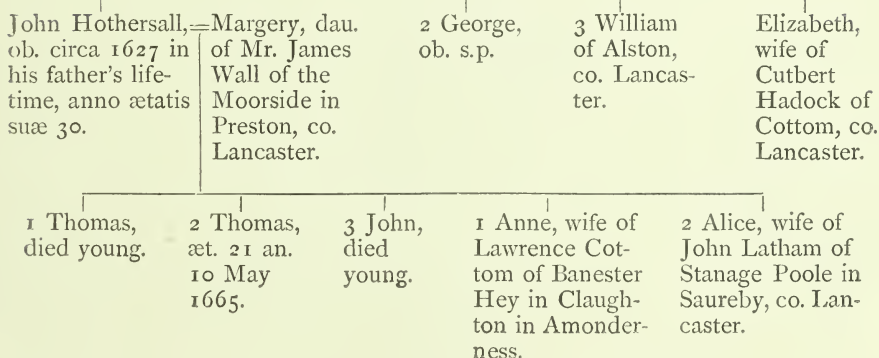 John Hothersall,
ob. circa 1627 in
his father's life-
time, anno ætatis
suæ 30.
Margery, dau.
of Mr. James
Wall of the
Moorside in
Preston, co.
Lancaster.
2 George,
ob. s.p.
3 William
of Alston,
co. Lancas-
ter.
Elizabeth,
wife of
Cutbert
Hadock of
Cottom, co.
Lancaster.
1 Thomas,
died young.
2 Thomas,
æt. 21 an.
10 May
1665.
3 John,
died
young.
1 Anne, wife of
Lawrence Cot-
tom of Banester
Hey in Claugh-
ton in Amonder-
ness.
2 Alice, wife of
John Latham of
Stanage Poole in
Saureby, co. Lan-
caster.